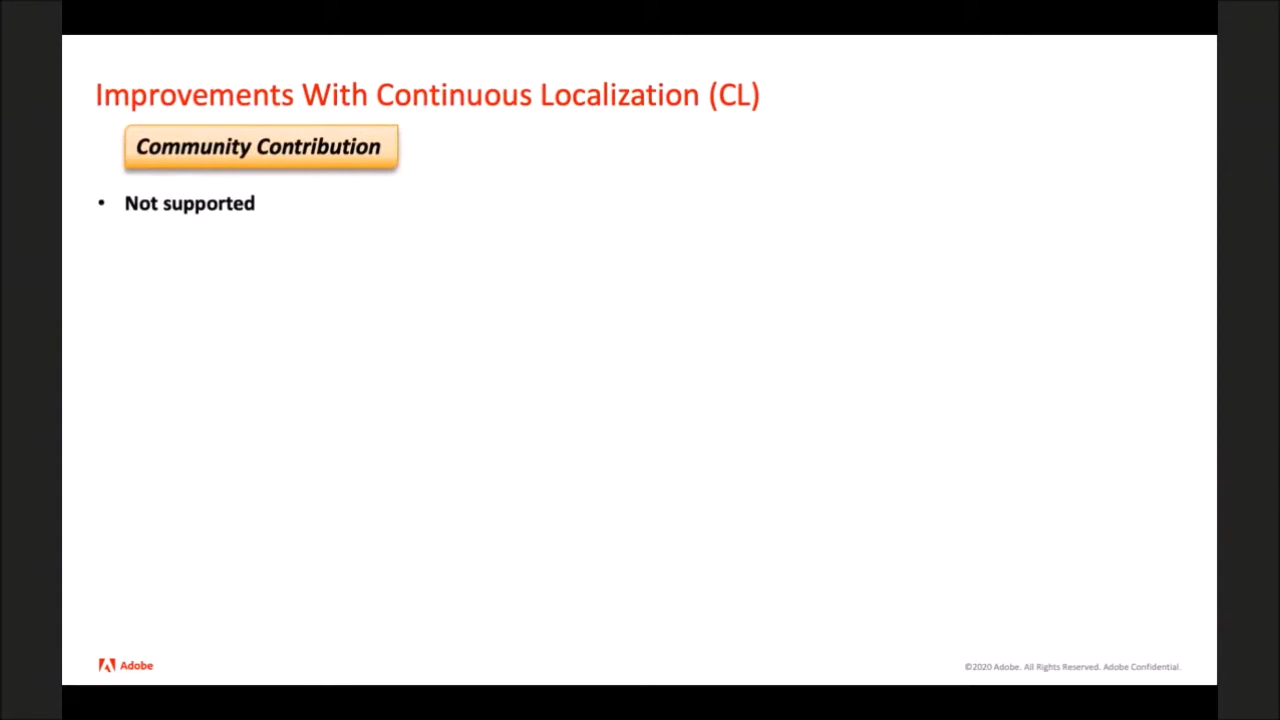 Improvements With Continuous Localization (CL)
Community Contribution
• Not supported
Adobe
©2020 Adobe. All Rights Reserved. Adobe Confidential.